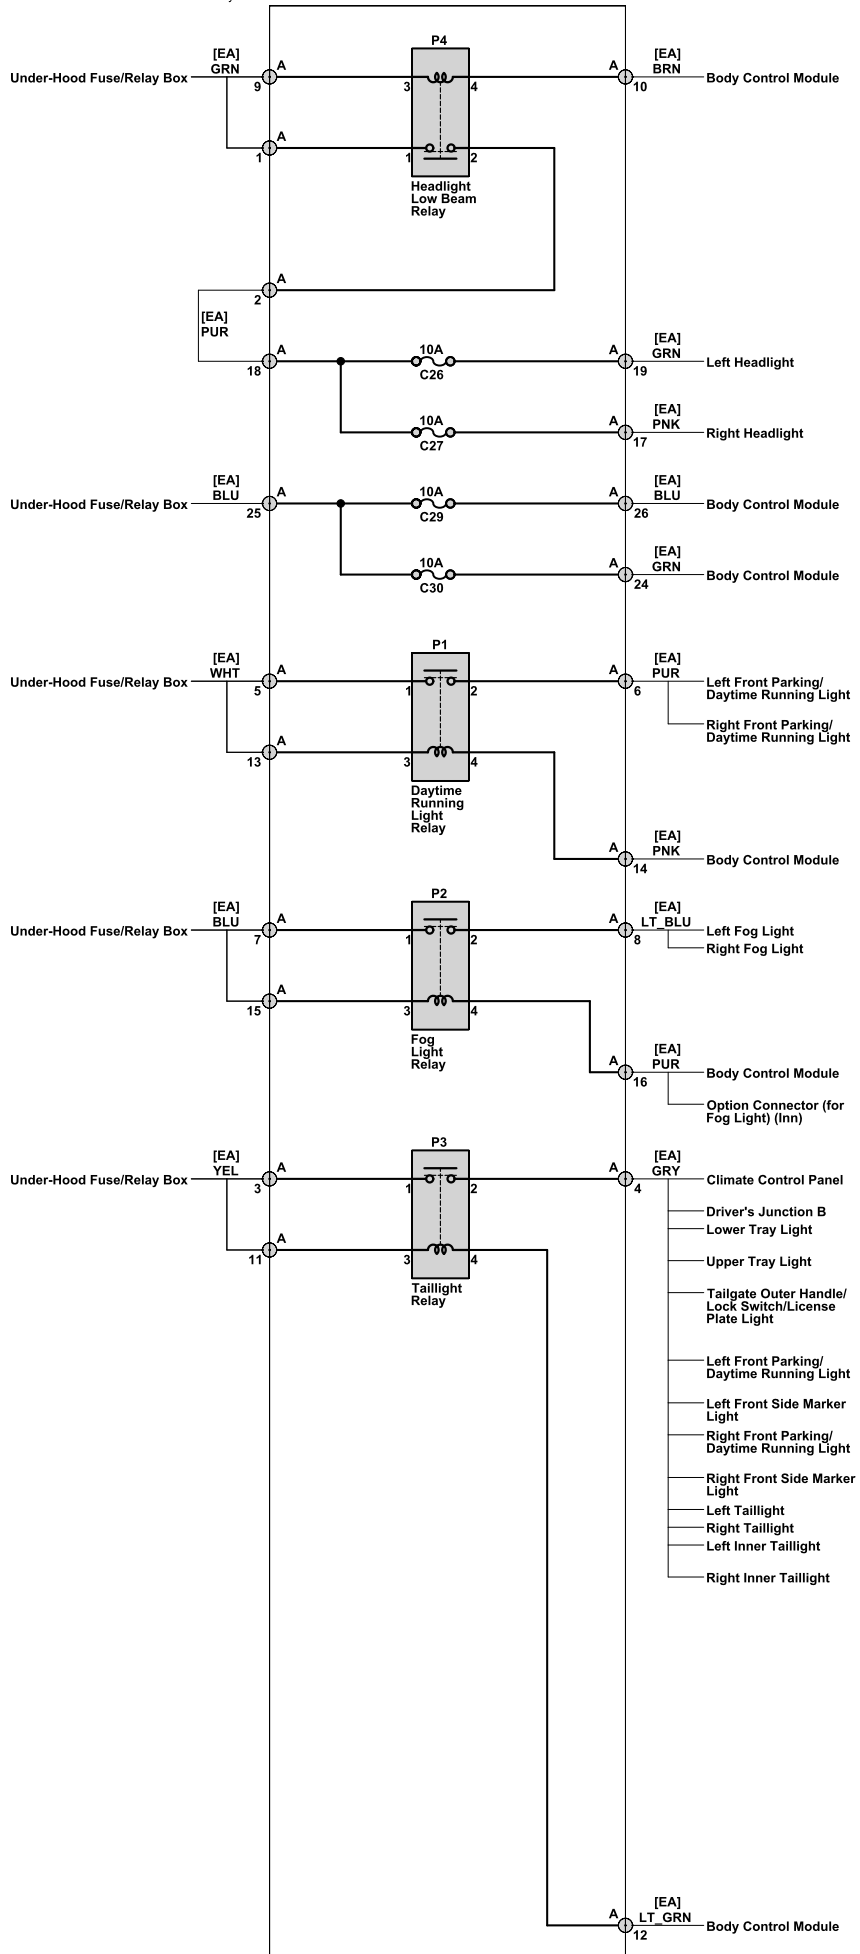 P4
[EA]
GRN
Under-Hood Fuse/Relay Box
A
9
3
4
A
10
[EA]
BRN
Body Control Module
A
1
1
2
Headlight
Low Beam
Relay
A
2
[EA]
PUR
A
18
10A
C26
A
19
[EA]
GRN
Left Headlight
10A
C27
A
17
[EA]
PNK
Right Headlight
[EA]
BLU
Under-Hood Fuse/Relay Box
A
25
10A
C29
A
26
[EA]
BLU
Body Control Module
10A
C30
A
24
[EA]
GRN
Body Control Module
P1
[EA]
WHT
Under-Hood Fuse/Relay Box
A
5
1
2
A
6
[EA]
PUR
Left Front Parking/
Daytime Running Light
Right Front Parking/
Daytime Running Light
A
13
3
4
Daytime
Running
Light
Relay
A
14
[EA]
PNK
Body Control Module
P2
[EA]
BLU
Under-Hood Fuse/Relay Box
A
7
1
2
A
8
[EA]
LT_BLU
Left Fog Light
Right Fog Light
A
15
3
4
Fog
Light
Relay
A
16
[EA]
PUR
Body Control Module
Option Connector (for
Fog Light) (Inn)
P3
[EA]
YEL
Under-Hood Fuse/Relay Box
A
3
1
2
A
4
[EA]
GRY
Climate Control Panel
Driver's Junction B
Lower Tray Light
A
11
3
4
Taillight
Relay
Upper Tray Light
Tailgate Outer Handle/
Lock Switch/License
Plate Light
Left Front Parking/
Daytime Running Light
Left Front Side Marker
Light
Right Front Parking/
Daytime Running Light
Right Front Side Marker
Light
Left Taillight
Right Taillight
Left Inner Taillight
Right Inner Taillight
A
12
[EA]
LT_GRN
Body Control Module